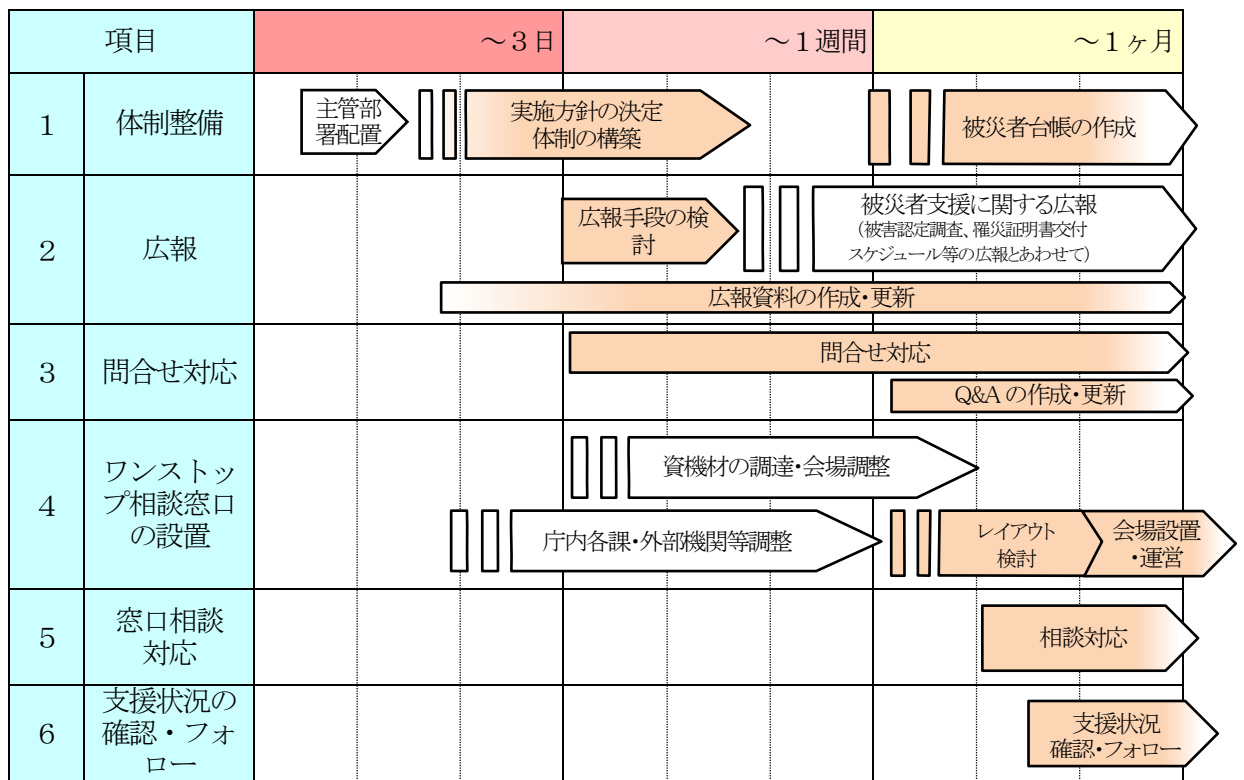 項目
～3日
～1週間
～1ヶ月
1
体制整備
主管部
署配置
実施方針の決定
体制の構築
被災者台帳の作成
2
広報
広報手段の検
討
被災者支援に関する広報
(被害認定調査、罹災証明書交付
スケジュール等の広報とあわせて)
広報資料の作成・更新
3
問合せ対応
問合せ対応
Q&Aの作成・更新
4
ワンストッ
プ相談窓口
の設置
資機材の調達・会場調整
庁内各課・外部機関等調整
レイアウト
検討
会場設置
・運営
5
窓口相談
対応
相談対応
6
支援状況の
確認・フォ
ロー
支援状況
確認・フォロー